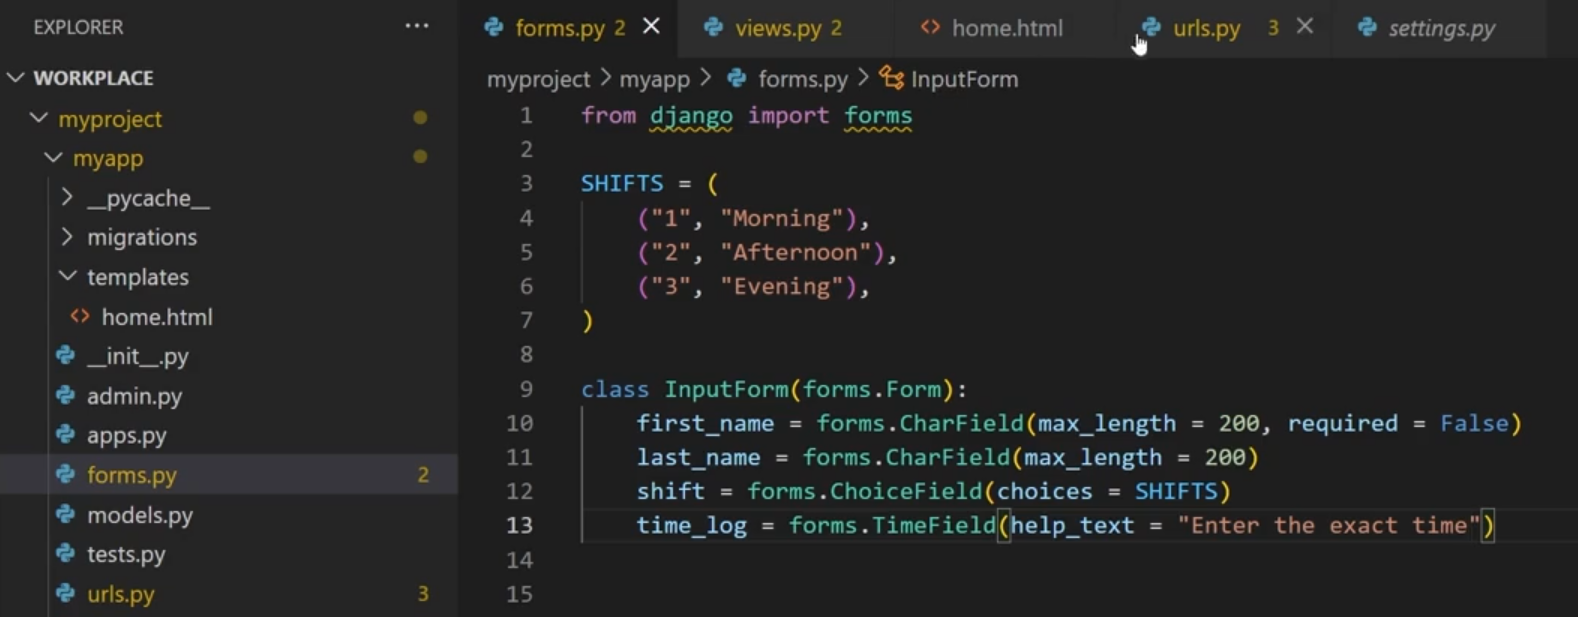 EXPLORER ...
WORKPLACE
myproject
myapp
__pycache__
migrations
templates
home.html
__init__.py
admin.py
apps.py
forms.py 2
models.py
tests.py
urls.py 3
forms.py 2 views.py 2 home.html urls.py 3 settings.py
myproject > myapp > forms.py > InputForm
1 from django import forms
2
3 SHIFTS = (
4     ("1", "Morning"),
5     ("2", "Afternoon"),
6     ("3", "Evening"),
7 )
8
9 class InputForm(forms.Form):
10     first_name = forms.CharField(max_length = 200, required = False)
11     last_name = forms.CharField(max_length = 200)
12     shift = forms.ChoiceField(choices = SHIFTS)
13     time_log = forms.TimeField(help_text = "Enter the exact time")
14
15